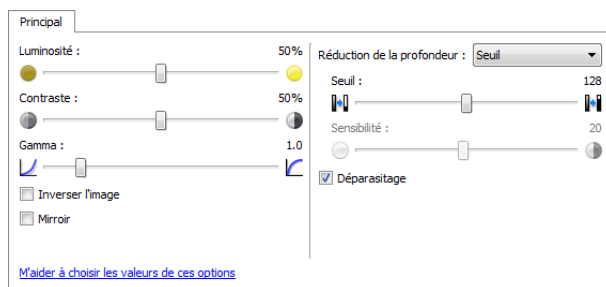 Principal
Luminosité : 50%
Contraste : 50%
Gamma : 1.0
Inverser l'image
Mirroir
M'aider à choisir les valeurs de ces options
Réduction de la profondeur : Seuil
Seuil : 128
Sensibilité : 20
Déparasitage